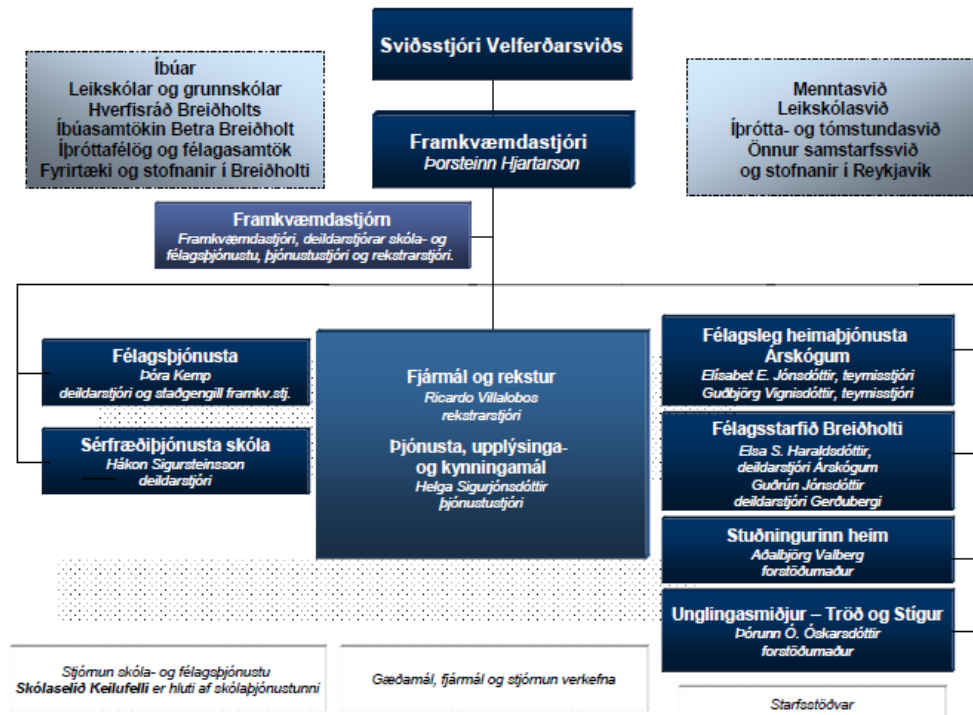 Sviðsstjóri Velferðarsviðs
Íbúar
Leikskólar og grunnskólar
Hverfisráð Breiðholts
Íbúasamtökin Betra Breiðholt
Íþróttafélög og félagasamtök
Fyrirtæki og stofnanir í Breiðholti
Framkvæmdastjóri
Þorsteinn Hjartarson
Menntasvið
Leikskólasvið
Íþrótta- og tómstundasvið
Önnur samstarfssvið
og stofnanir í Reykjavík
Framkvæmdastjórn
Framkvæmdastjóri, deildarstjórar skóla- og
félagsþjónustu, þjónustustjóri og rekstrarstjóri.
Félagsþjónusta
Þóra Kemp
deildarstjóri og staðgengill framkv.stj.
Sérfræðiþjónusta skóla
Hákon Sigursteinsson
deildarstjóri
Fjármál og rekstur
Ricardo Villalobos
rekstrarstjóri
Þjónusta, upplýsinga-
og kynningamál
Helga Sigurjónsdóttir
þjónustustjóri
Félagsleg heimaþjónusta
Árskógum
Elísabet E. Jónsdóttir, teymisstjóri
Guðbjörg Vignisdóttir, teymisstjóri
Félagsstarfið Breiðholti
Elsa S. Haraldsdóttir,
deildarstjóri Árskógum
Guðrún Jónsdóttir
deildarstjóri Gerðubergi
Stuðningurinn heim
Aðalbjörg Valberg
forstöðumaður
Unglingasmiðjur – Tröð og Stígur
Þórunn Ó. Óskarsdóttir
forstöðumaður
Stjórnun skóla- og félagsþjónustu
Skólaselið Keilufelli er hluti af skólaþjónustunni
Gæðamál, fjármál og stjórnun verkefna
Starfsstöðvar